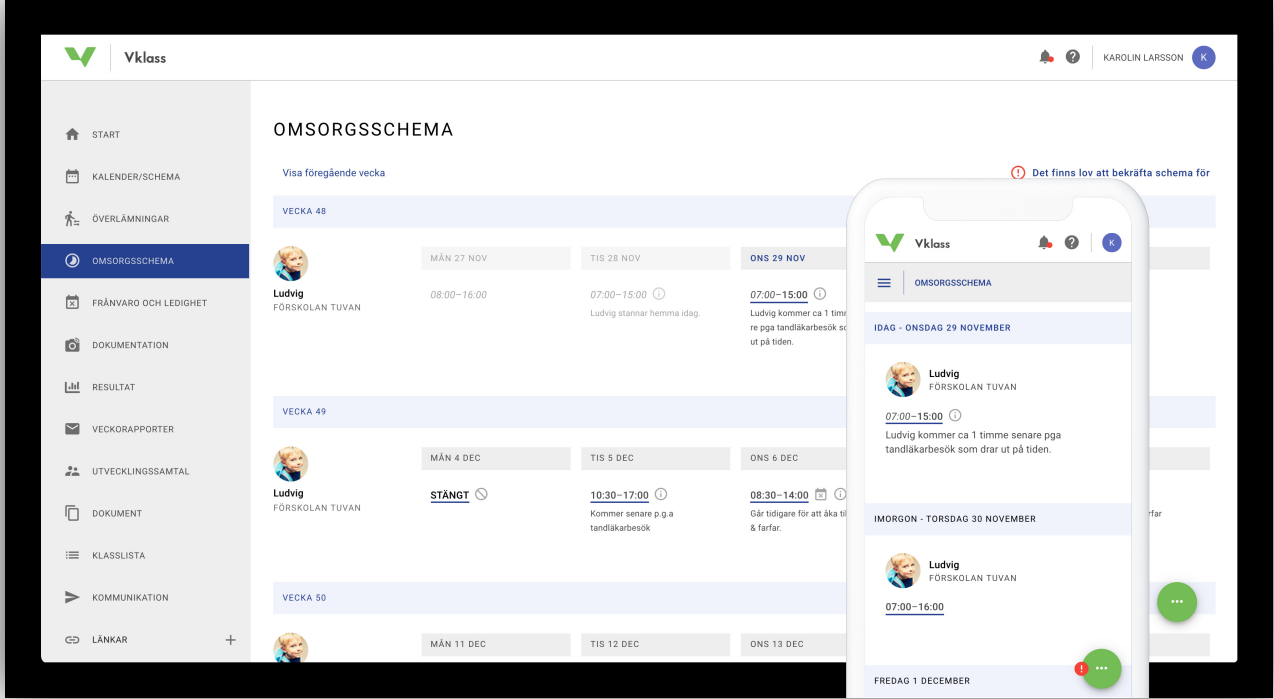 Vklass
KAROLIN LARSSON
K
START
KALENDER/SCHEMA
ÖVERLÄMNINGAR
OMSORGSSCHEMA
FRÅNVARO OCH LEDIGHET
DOKUMENTATION
RESULTAT
VECKORAPPORTER
UTVECKLINGSSAMTAL
DOKUMENT
KLASSLISTA
KOMMUNIKATION
LÄNKAR
OMSORGSSCHEMA
Visa föregående vecka
Det finns lov att bekräfta schema för
VECKA 48
Ludvig
FÖRSKOLAN TUVAN
MÅN 27 NOV
08:00–16:00
TIS 28 NOV
07:00–15:00
Ludvig stannar hemma idag.
ONS 29 NOV
07:00–15:00
Ludvig kommer ca 1
re pga tandläkarbesök
ut på tiden.
VECKA 49
Ludvig
FÖRSKOLAN TUVAN
MÅN 4 DEC
STÄNGT
TIS 5 DEC
10:30–17:00
Kommer senare p.g.a
tandläkarbesök
ONS 6 DEC
08:30–14:00
Går tidigare för att åka
& farfar.
VECKA 50
MÅN 11 DEC
TIS 12 DEC
ONS 13 DEC
Vklass
K
OMSORGSSCHEMA
IDAG - ONSDAG 29 NOVEMBER
Ludvig
FÖRSKOLAN TUVAN
07:00–15:00
Ludvig kommer ca 1 timme senare pga
tandläkarbesök som drar ut på tiden.
IMORGON - TORSDAG 30 NOVEMBER
Ludvig
FÖRSKOLAN TUVAN
07:00–16:00
FREDAG 1 DECEMBER